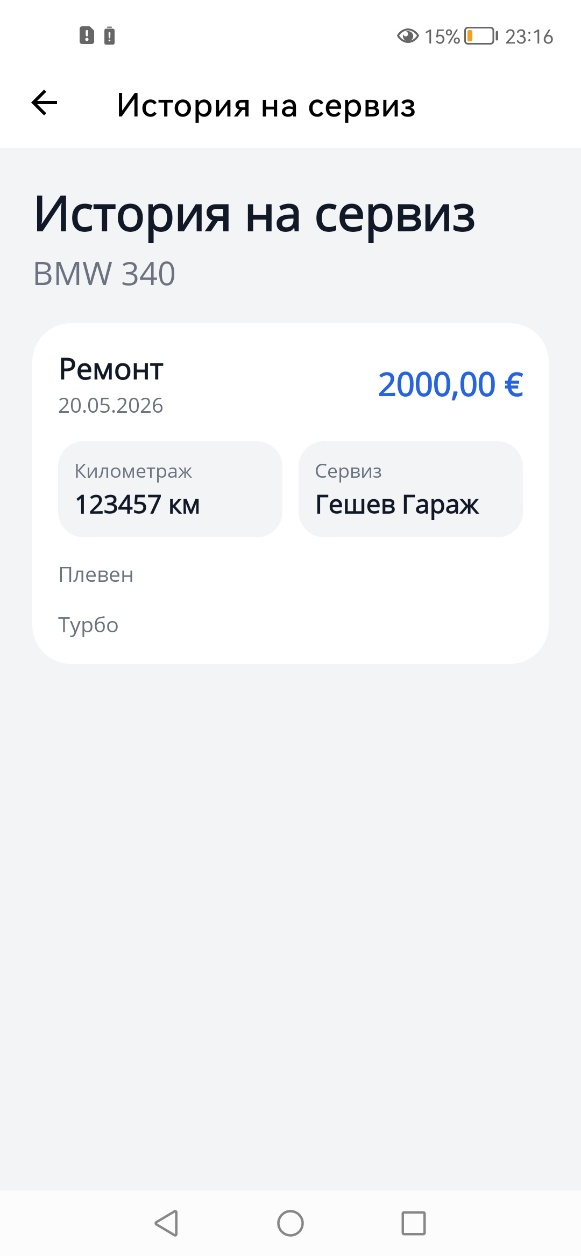 15% 23:16
История на сервиз
История на сервиз
BMW 340
Ремонт
20.05.2026
2000,00 €
Километраж
123457 км
Сервиз
Гешев Гараж
Плевен
Турбо